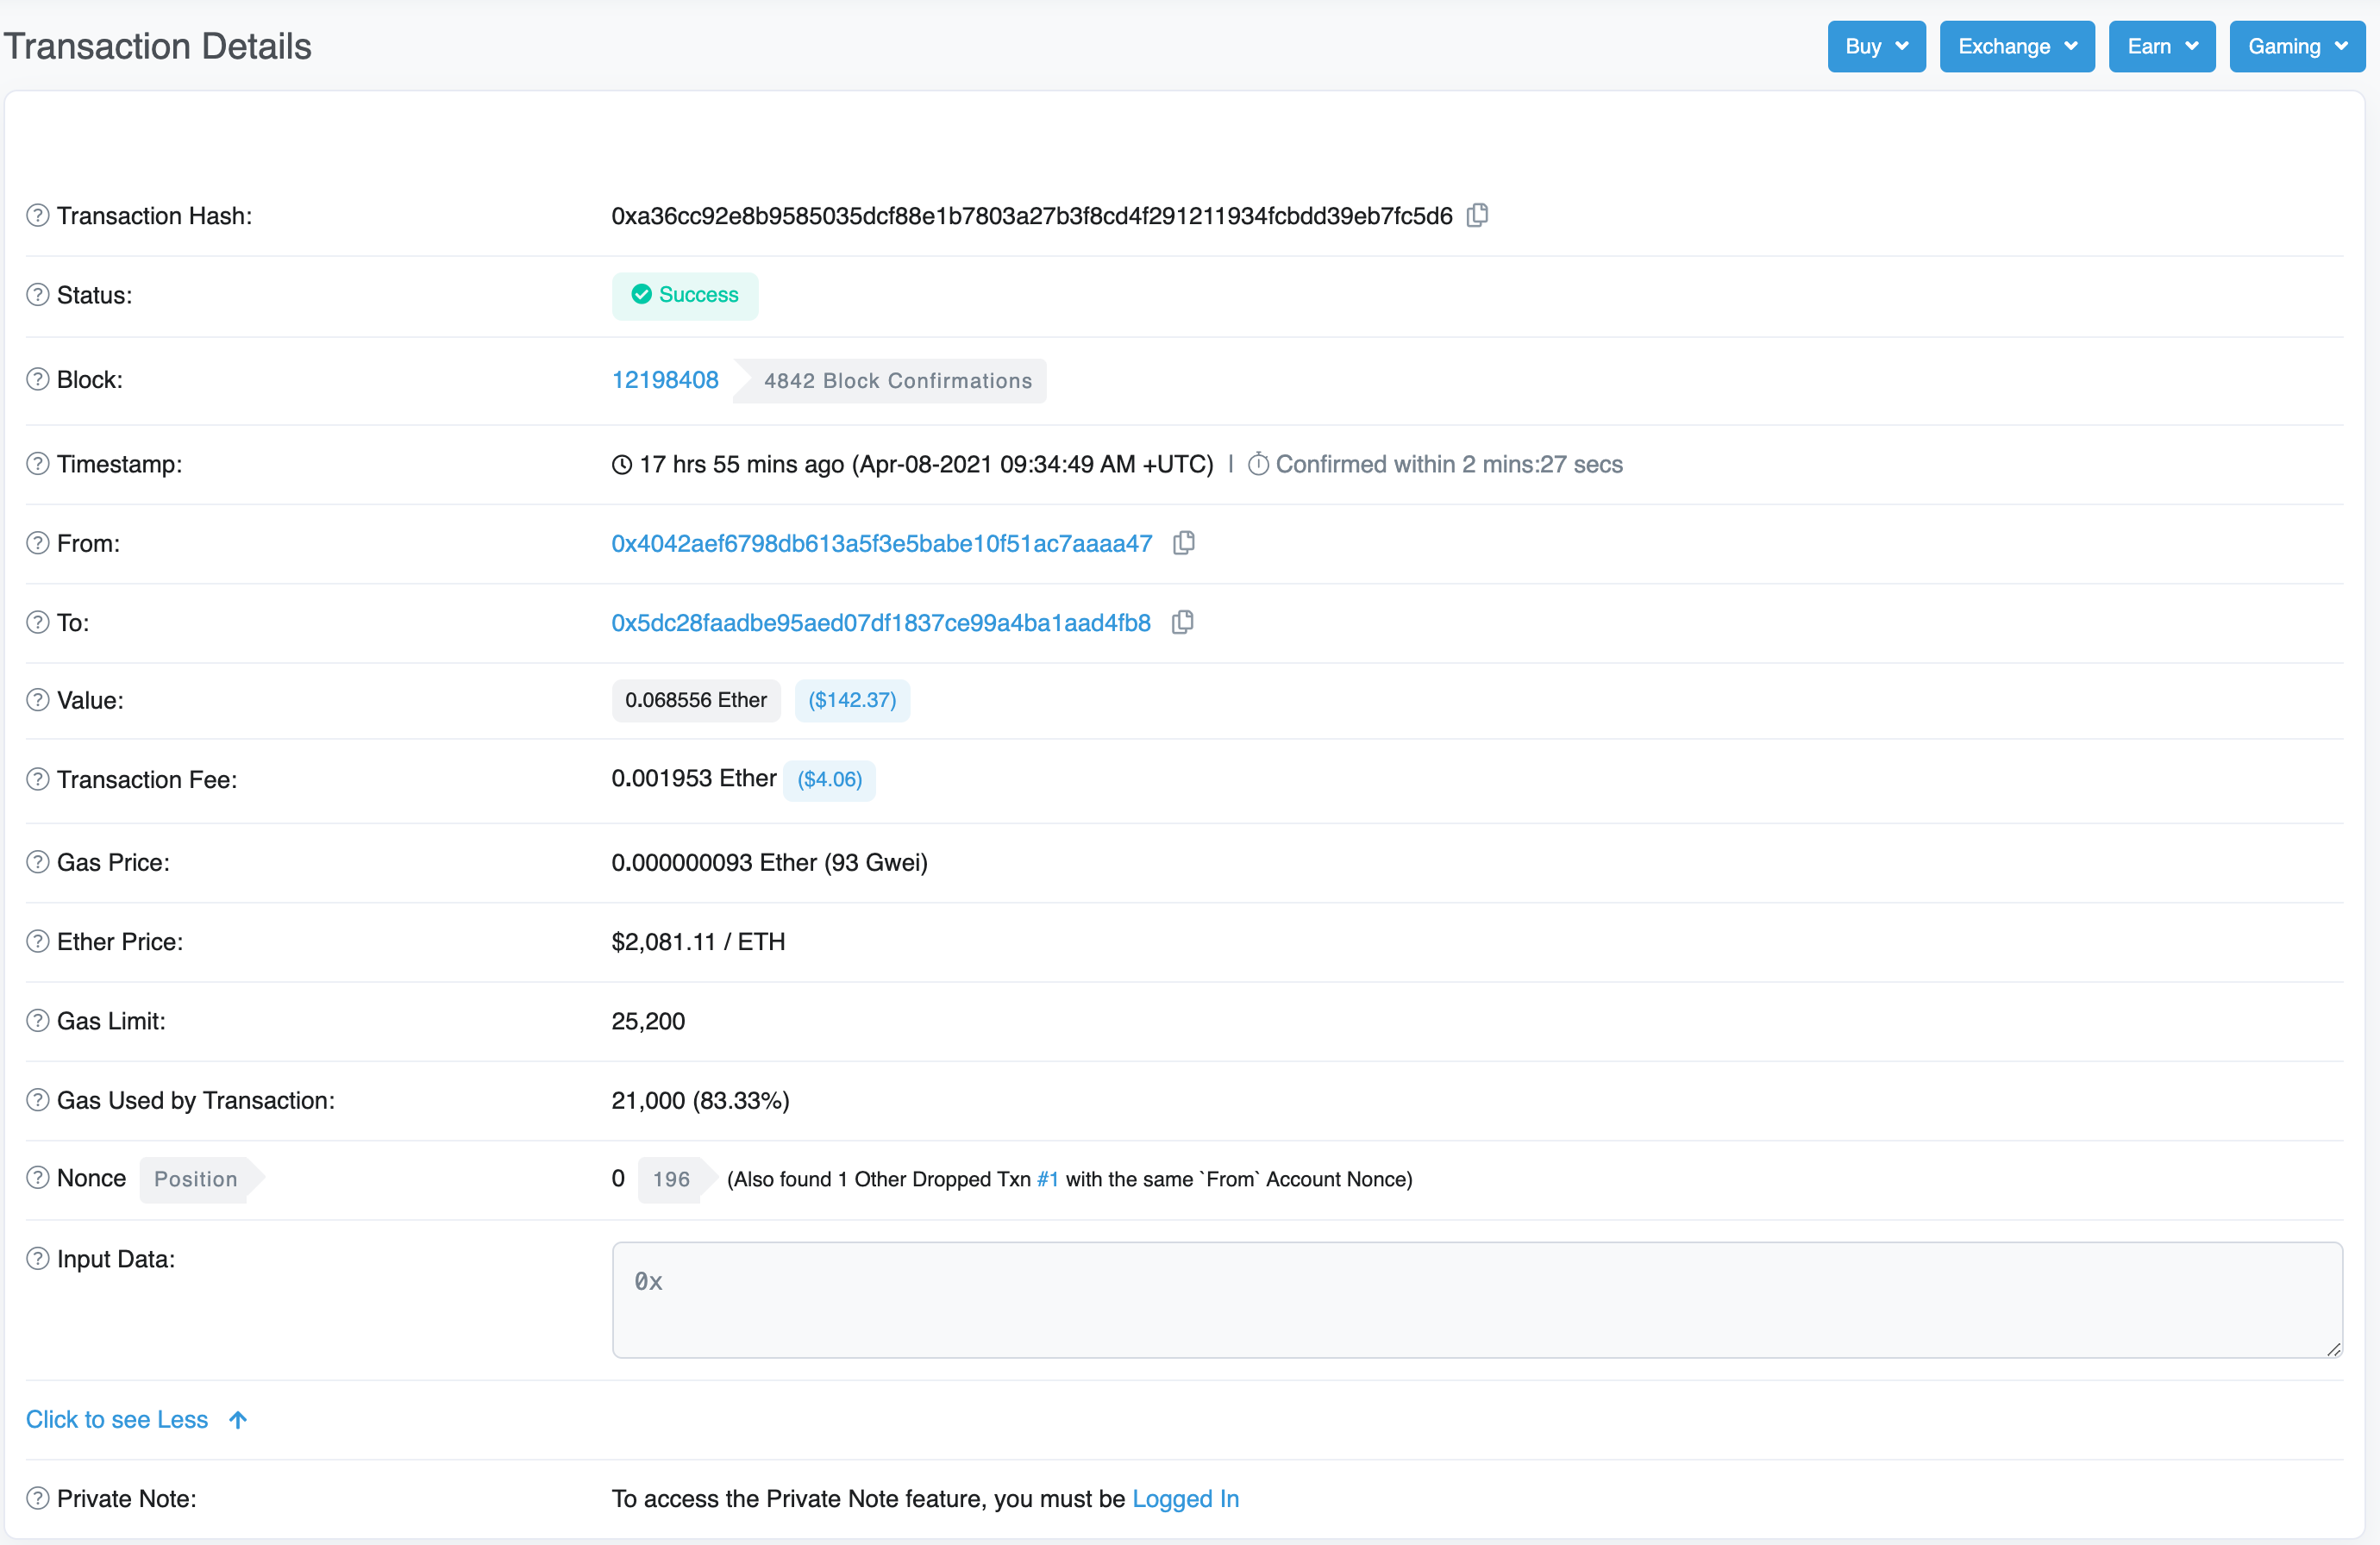 Transaction Details
Buy Exchange Earn Gaming
Transaction Hash: 0xa36cc92e8b9585035dcf88e1b7803a27b3f8cd4f291211934fcbdd39eb7fc5d6
Status: Success
Block: 12198408 4842 Block Confirmations
Timestamp: 17 hrs 55 mins ago (Apr-08-2021 09:34:49 AM +UTC) | Confirmed within 2 mins:27 secs
From: 0x4042aef6798db613a5f3e5babe10f51ac7aaaa47
To: 0x5dc28faadbe95aed07df1837ce99a4ba1aad4fb8
Value: 0.068556 Ether ($142.37)
Transaction Fee: 0.001953 Ether ($4.06)
Gas Price: 0.000000093 Ether (93 Gwei)
Ether Price: $2,081.11 / ETH
Gas Limit: 25,200
Gas Used by Transaction: 21,000 (83.33%)
Nonce Position 0 196 (Also found 1 Other Dropped Txn #1 with the same `From` Account Nonce)
Input Data: 0x
Click to see Less
Private Note: To access the Private Note feature, you must be Logged In